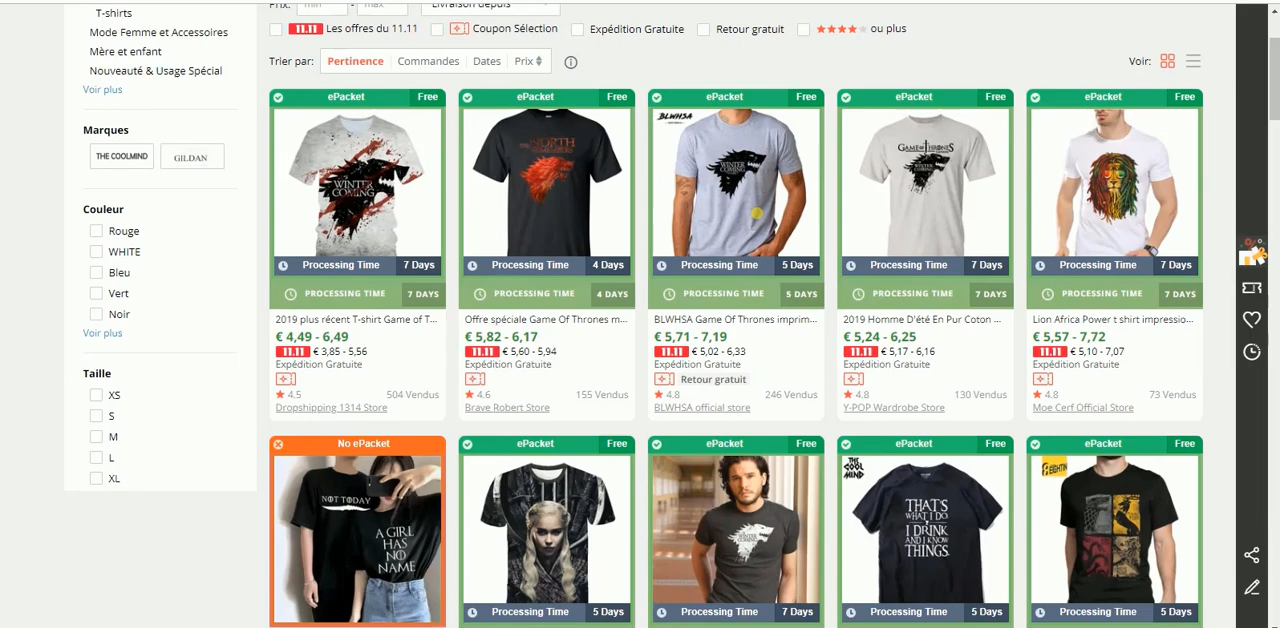 T-shirts
Mode Femme et Accessoires
Mère et enfant
Nouveauté & Usage Spécial
Voir plus
Marques
THE COOLMIND GILDAN
Couleur
Rouge
WHITE
Bleu
Vert
Noir
Voir plus
Taille
XS
S
M
L
XL
Prix: min - max Livraison depuis
11.11 Les offres du 11.11 Coupon Sélection Expédition Gratuite Retour gratuit ou plus
Trier par: Pertinence Commandes Dates Prix Voir:
ePacket Free
WINTER
COMING
Processing Time 7 Days
PROCESSING TIME 7 DAYS
2019 plus récent T-shirt Game of T...
€ 4,49 - 6,49
11.11 € 3,85 - 5,56
Expédition Gratuite
4.5 504 Vendus
Dropshipping 1314 Store
ePacket Free
NORTH
Processing Time 4 Days
PROCESSING TIME 4 DAYS
Offre spéciale Game Of Thrones m...
€ 5,82 - 6,17
11.11 € 5,60 - 5,94
Expédition Gratuite
4.6 155 Vendus
Brave Robert Store
ePacket Free
BLWHSA
WINTER
COMING
Processing Time 5 Days
PROCESSING TIME 5 DAYS
BLWHSA Game Of Thrones imprim...
€ 5,71 - 7,19
11.11 € 5,02 - 6,33
Expédition Gratuite
Retour gratuit
4.8 246 Vendus
BLWHSA official store
ePacket Free
GAME OF THRONES
WINTER
COMING
Processing Time 7 Days
PROCESSING TIME 7 DAYS
2019 Homme D'été En Pur Coton ...
€ 5,24 - 6,25
11.11 € 5,17 - 6,16
Expédition Gratuite
4.8 130 Vendus
Y-POP Wardrobe Store
ePacket Free
Processing Time 7 Days
PROCESSING TIME 7 DAYS
Lion Africa Power t shirt impressio...
€ 5,57 - 7,72
11.11 € 5,10 - 7,07
Expédition Gratuite
4.8 73 Vendus
Moe Cerf Official Store
No ePacket
NOT TODAY
A GIRL
HAS
NO
NAME
ePacket Free
Processing Time 5 Days
ePacket Free
WINTER
COMING
Processing Time 7 Days
ePacket Free
THE
COOL
MIND
THAT'S
WHAT I DO
I DRINK
AND I KNOW
THINGS
Processing Time 5 Days
ePacket Free
Processing Time 5 Days